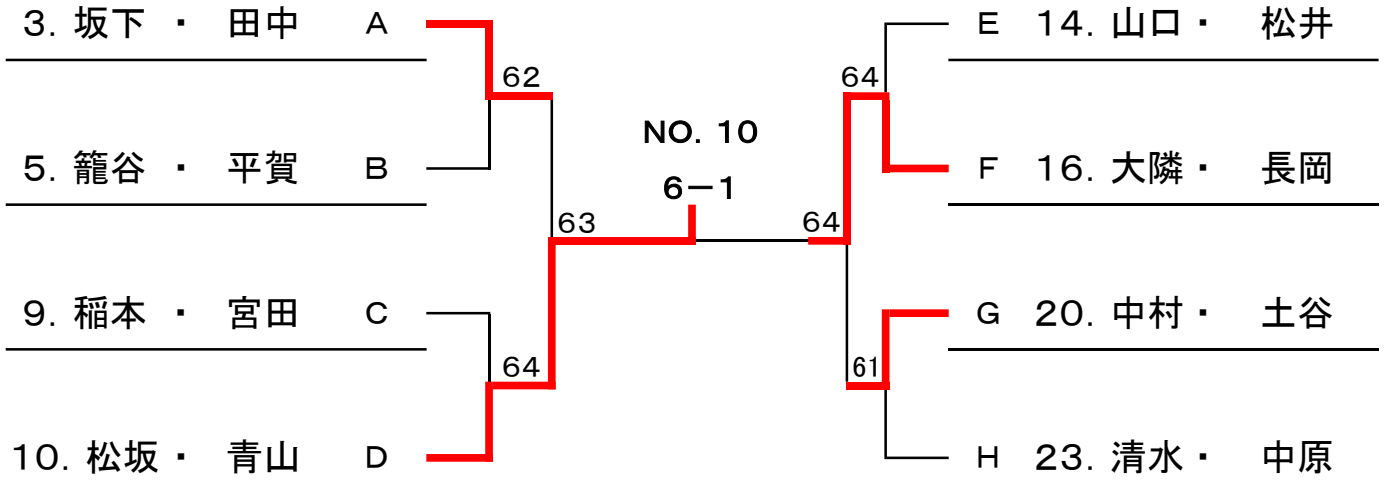 3. 坂下 ・ 田中 A
62
5. 籠谷 ・ 平賀 B
63
9. 稲本 ・ 宮田 C
64
10. 松坂 ・ 青山 D
NO. 10
6−1
E 14. 山口・ 松井
64
F 16. 大隣・ 長岡
64
G 20. 中村・ 土谷
61
H 23. 清水・ 中原